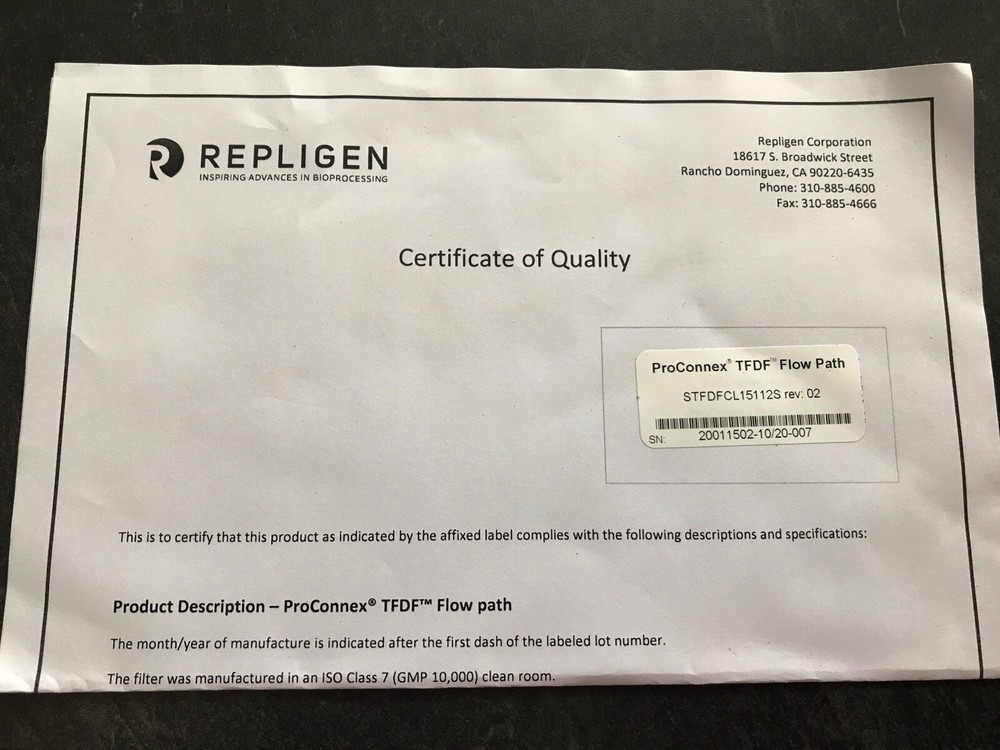 REPLIGEN
INSPIRING ADVANCES IN BIOPROCESSING
Repligen Corporation
18617 S. Broadwick Street
Rancho Dominguez, CA 90220-6435
Phone: 310-885-4600
Fax: 310-885-4666
Certificate of Quality
ProConnex® TFDF™ Flow Path
STFDFCL15112S rev: 02
SN: 20011502-10/20-007
This is to certify that this product as indicated by the affixed label complies with the following descriptions and specifications:
Product Description – ProConnex® TFDF™ Flow path
The month/year of manufacture is indicated after the first dash of the labeled lot number.
The filter was manufactured in an ISO Class 7 (GMP 10,000) clean room.